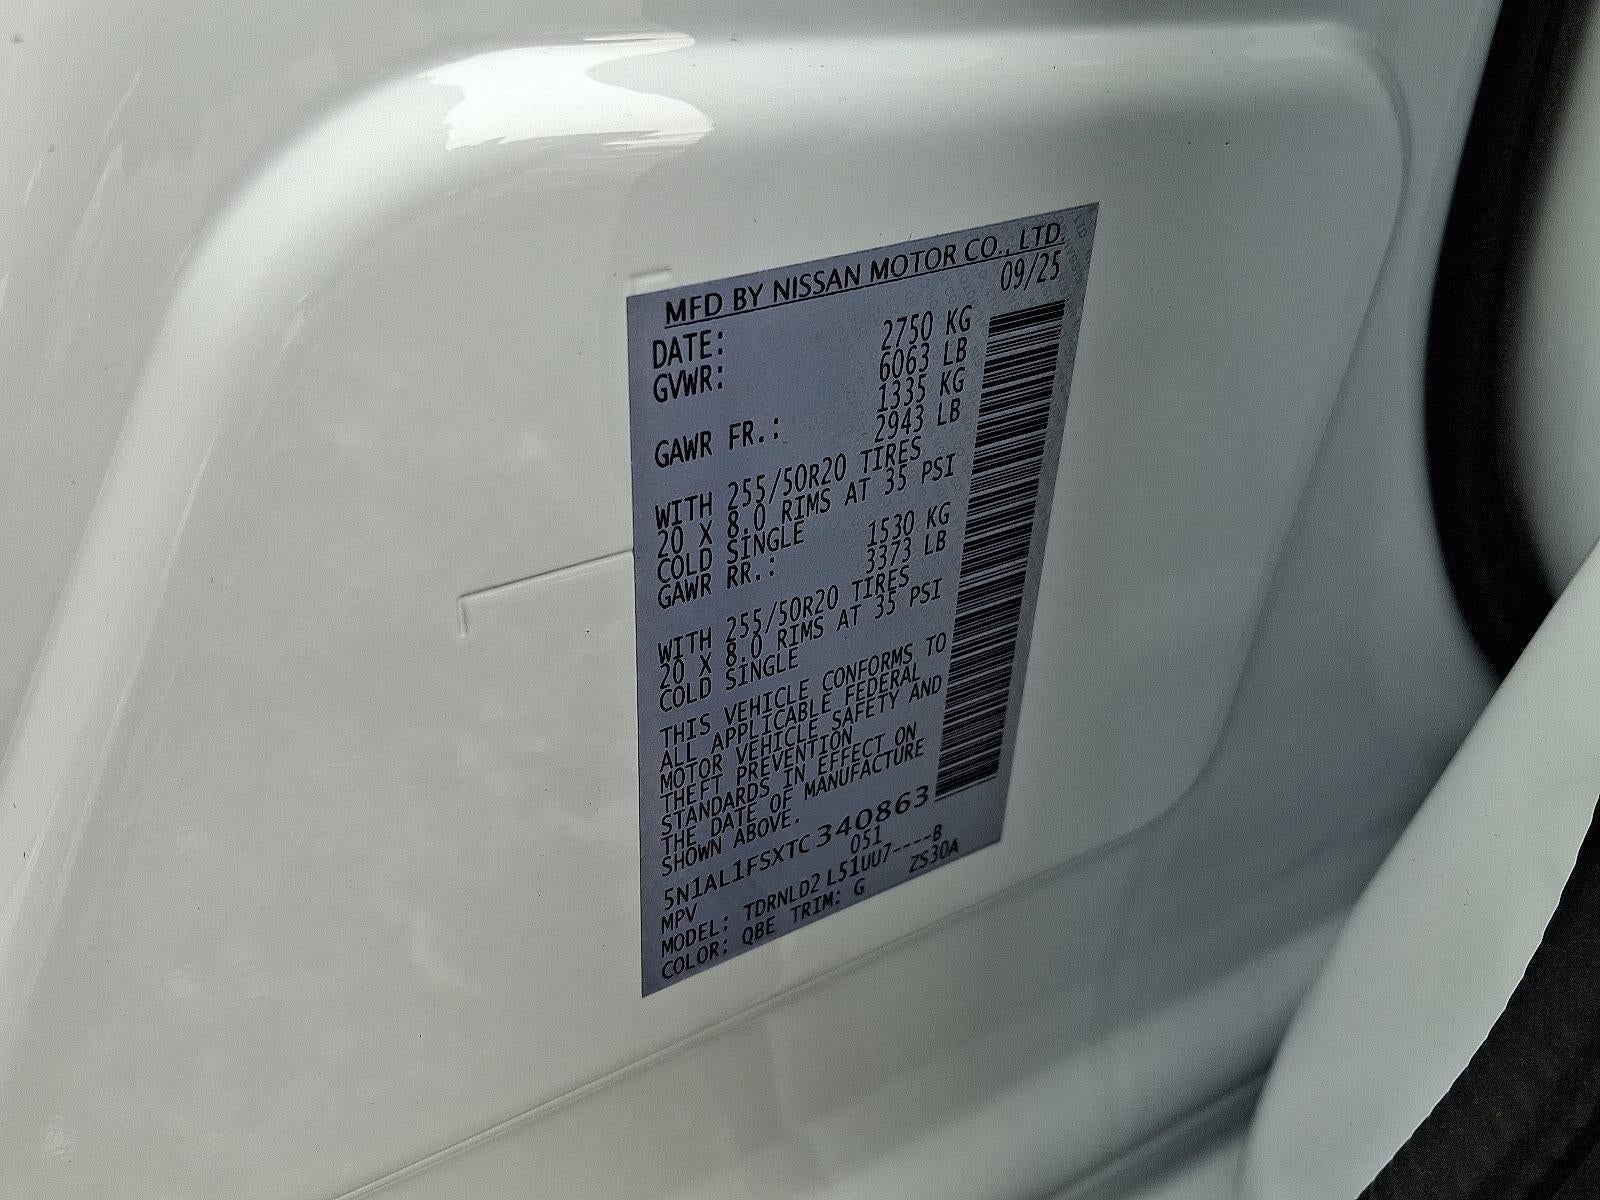 MFD BY NISSAN MOTOR CO., LTD.
DATE: 09/25
GVWR: 2750 KG
6063 LB
GAWR FR.: 1335 KG
2943 LB
WITH 255/50R20 TIRES
20 X 8.0 RIMS AT 35 PSI
COLD SINGLE
GAWR RR.: 1530 KG
3373 LB
WITH 255/50R20 TIRES
20 X 8.0 RIMS AT 35 PSI
COLD SINGLE
THIS VEHICLE CONFORMS TO
ALL APPLICABLE FEDERAL
MOTOR VEHICLE SAFETY AND
THEFT PREVENTION
STANDARDS IN EFFECT ON
THE DATE OF MANUFACTURE
SHOWN ABOVE.
5N1AL1FSXTC340863
MPV 051
MODEL: TDRNLD2 L51UU7----B
COLOR: QBE TRIM: G ZS30A